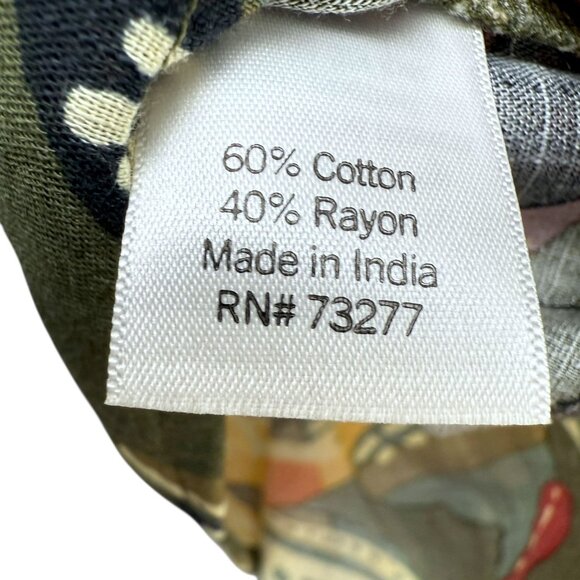 60% Cotton
40% Rayon
Made in India
RN# 73277